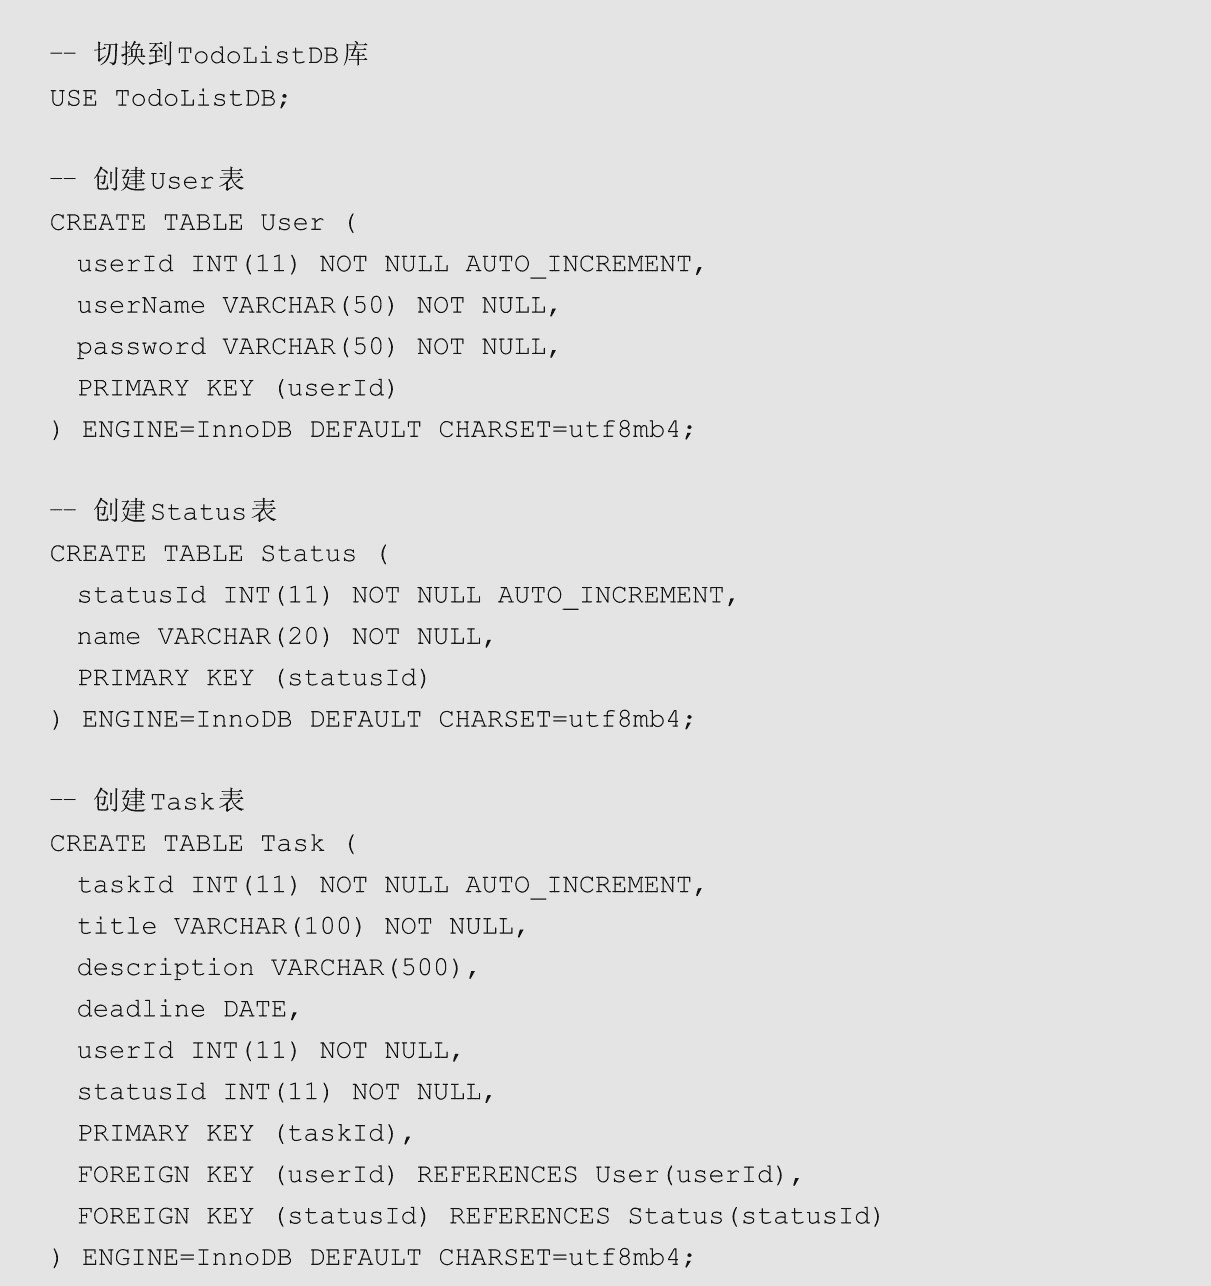 -- 切换到TodoListDB库
USE TodoListDB;
-- 创建User表
CREATE TABLE User (
userId INT(11) NOT NULL AUTO_INCREMENT,
userName VARCHAR(50) NOT NULL,
password VARCHAR(50) NOT NULL,
PRIMARY KEY (userId)
) ENGINE=InnoDB DEFAULT CHARSET=utf8mb4;
-- 创建Status表
CREATE TABLE Status (
statusId INT(11) NOT NULL AUTO_INCREMENT,
name VARCHAR(20) NOT NULL,
PRIMARY KEY (statusId)
) ENGINE=InnoDB DEFAULT CHARSET=utf8mb4;
-- 创建Task表
CREATE TABLE Task (
taskId INT(11) NOT NULL AUTO_INCREMENT,
title VARCHAR(100) NOT NULL,
description VARCHAR(500),
deadline DATE,
userId INT(11) NOT NULL,
statusId INT(11) NOT NULL,
PRIMARY KEY (taskId),
FOREIGN KEY (userId) REFERENCES User(userId),
FOREIGN KEY (statusId) REFERENCES Status(statusId)
) ENGINE=InnoDB DEFAULT CHARSET=utf8mb4;